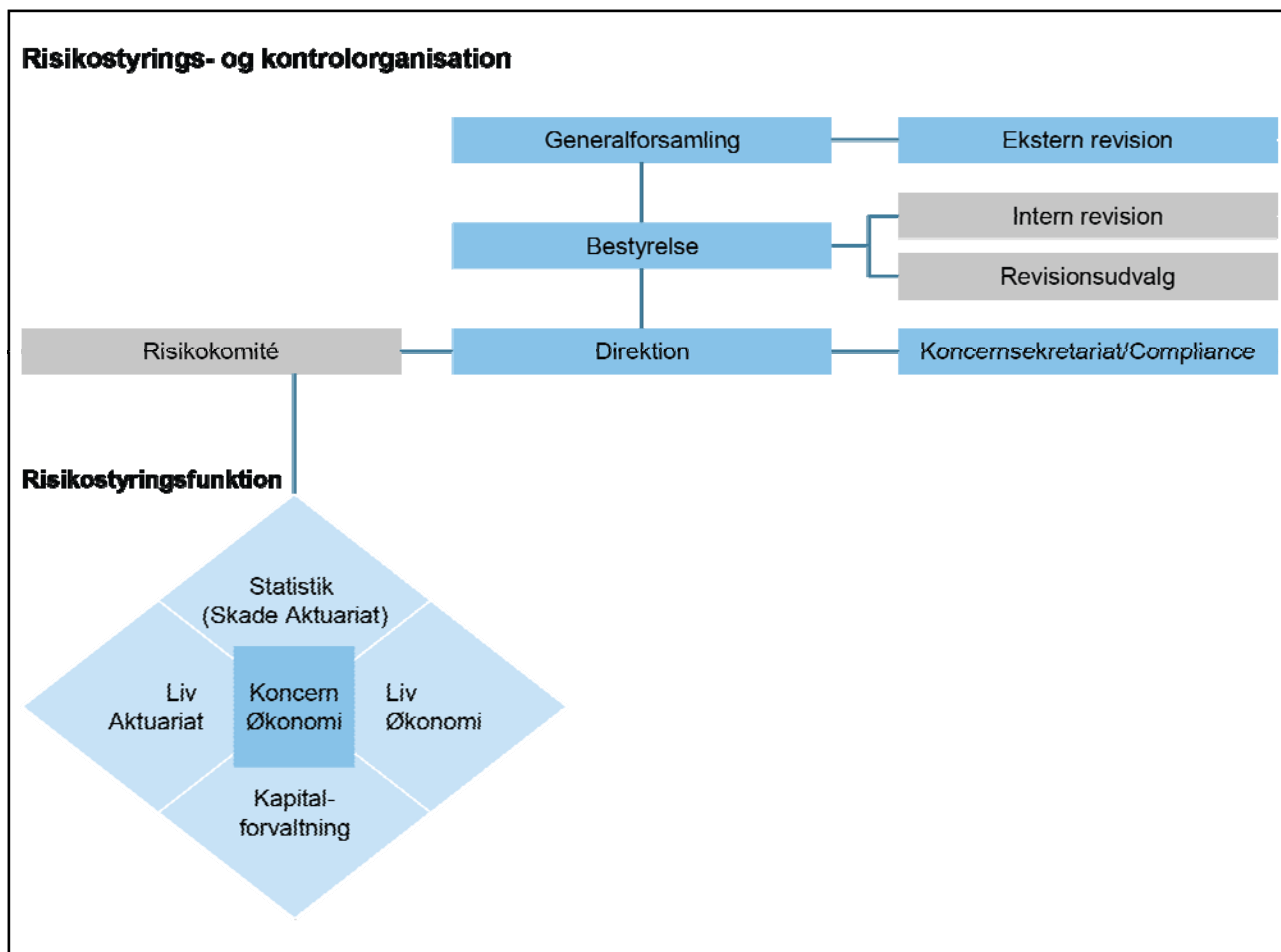 Risikostyrings- og kontrolorganisation
Generalforsamling
Ekstern revision
Intern revision
Bestyrelse
Revisionsudvalg
Risikokomité
Direktion
Koncernsekretariat/Compliance
Risikostyringsfunktion
Statistik
(Skade Aktuariat)
Liv
Aktuariat
Koncern
Økonomi
Liv
Økonomi
Kapital-
forvaltning